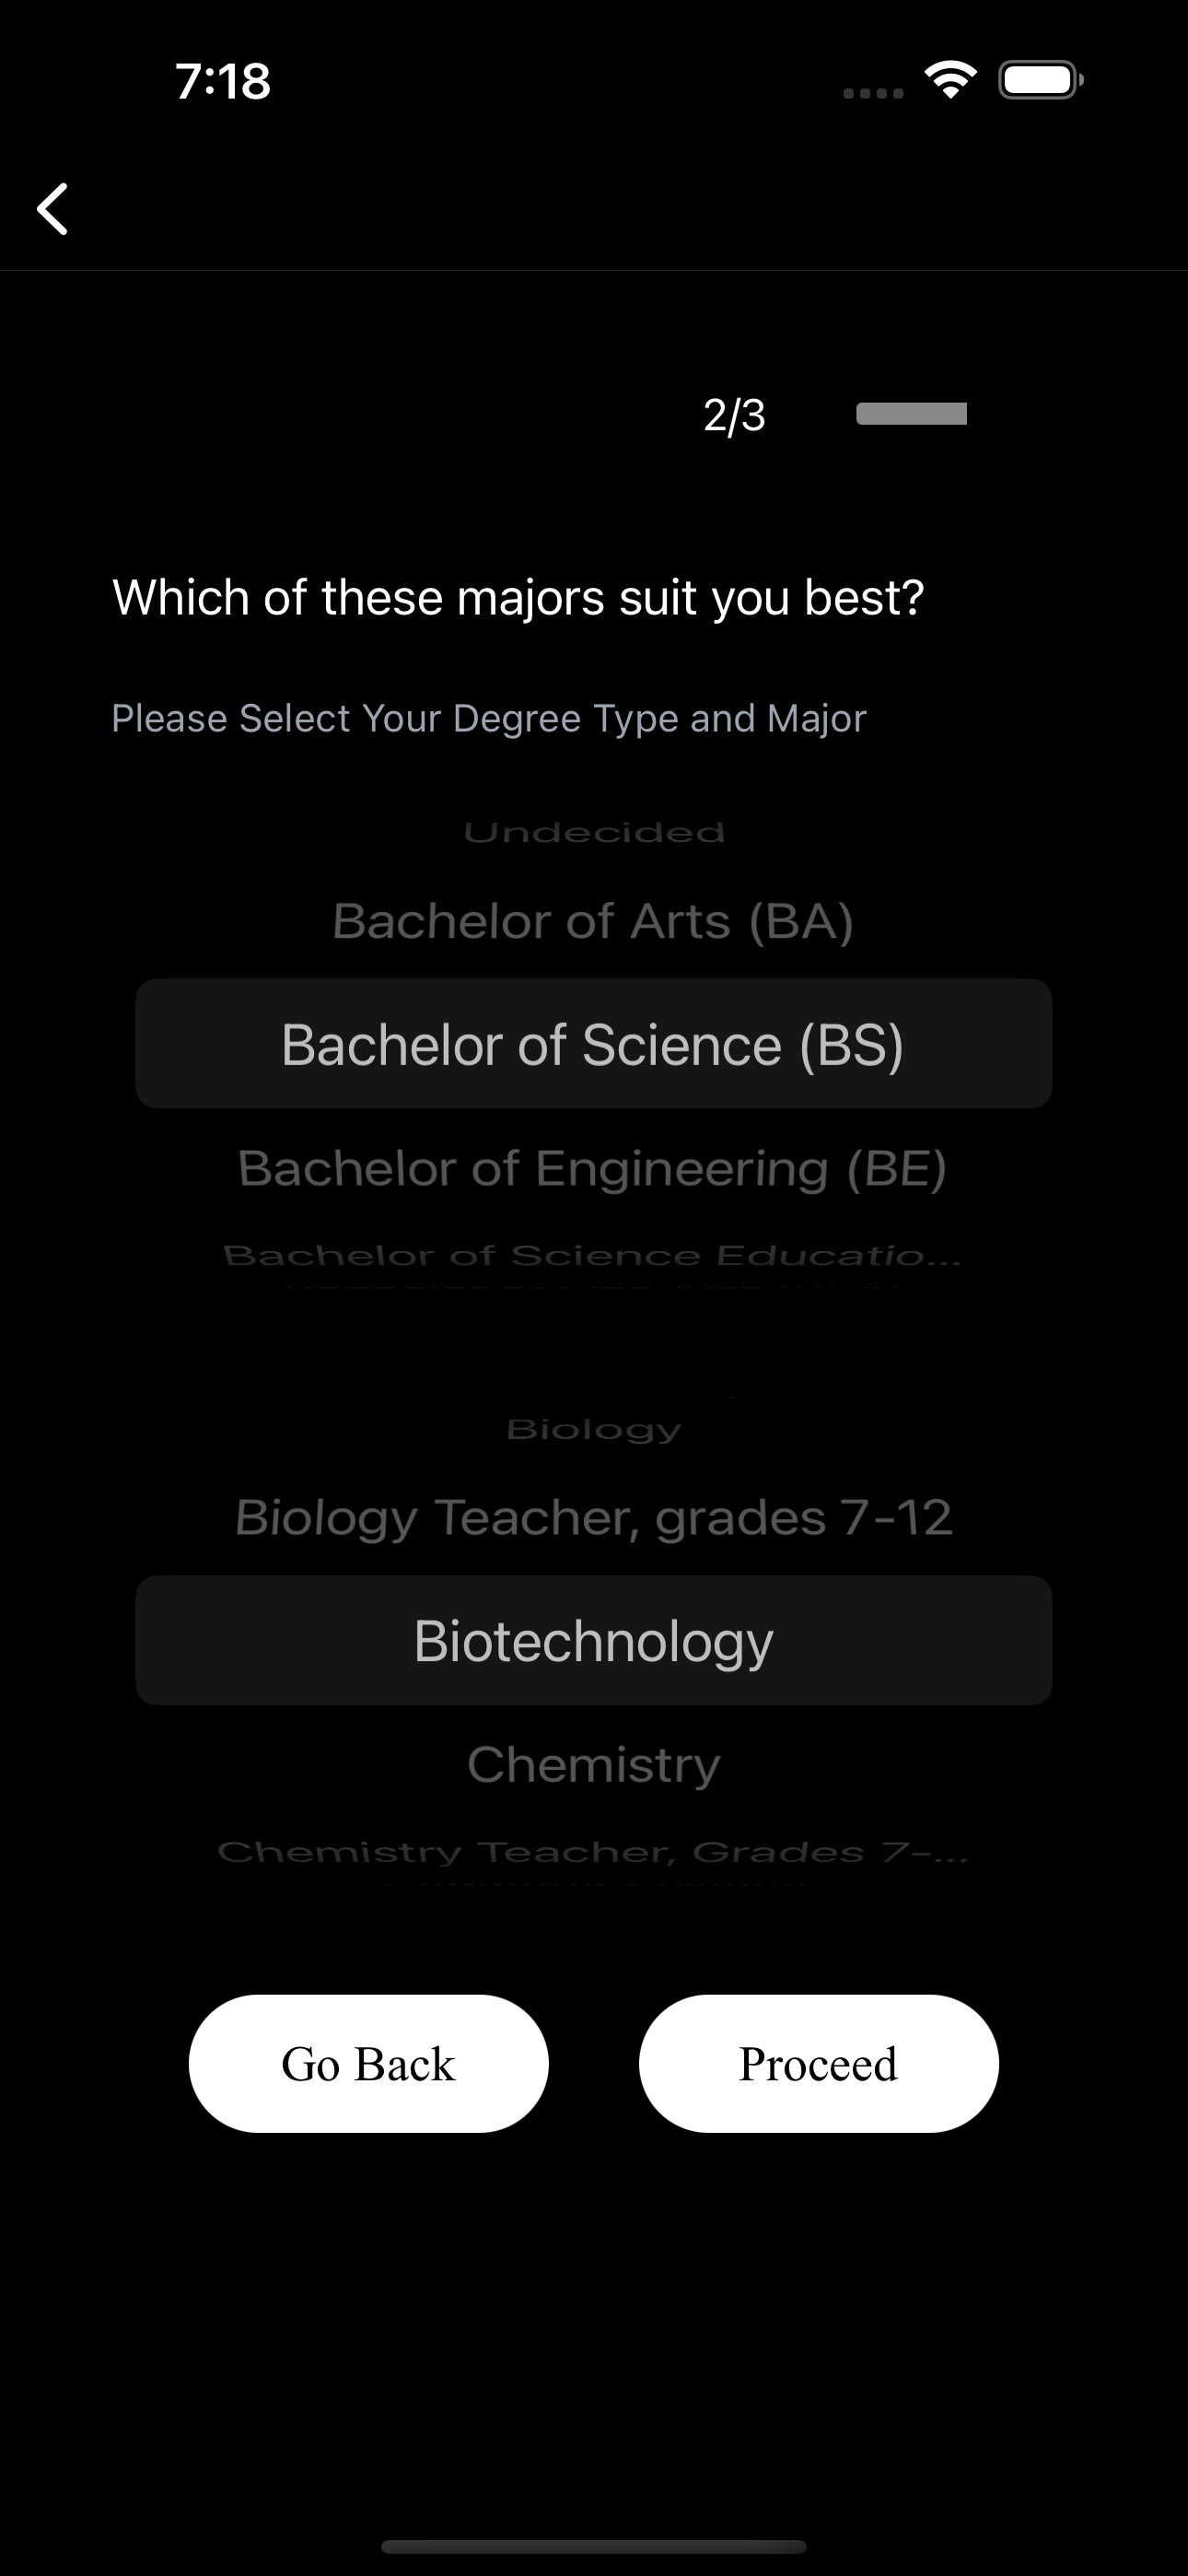 7:18
2/3
Which of these majors suit you best?
Please Select Your Degree Type and Major
Undecided
Bachelor of Arts (BA)
Bachelor of Science (BS)
Bachelor of Engineering (BE)
Bachelor of Science Educatio...
Biology
Biology Teacher, grades 7-12
Biotechnology
Chemistry
Chemistry Teacher, Grades 7-...
Go Back
Proceed